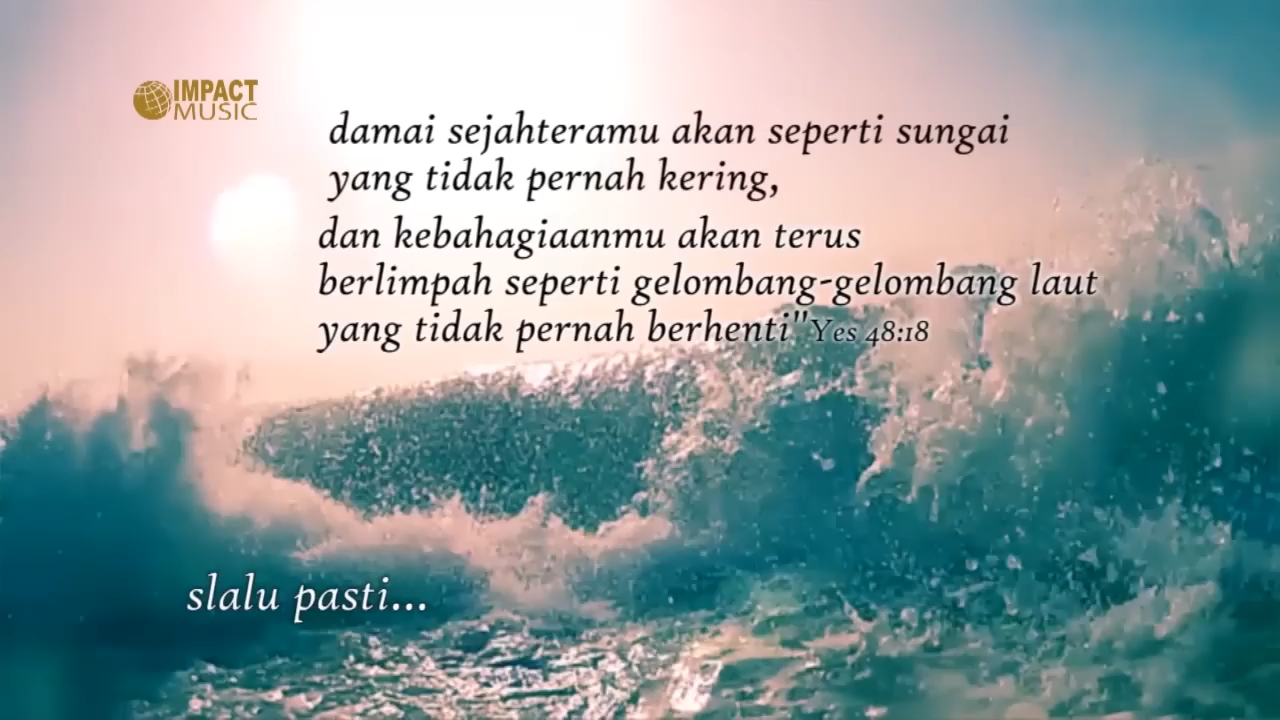 IMPACT
MUSIC
damai sejahteramu akan seperti sungai
yang tidak pernah kering,
dan kebahagiaanmu akan terus
berlimpah seperti gelombang-gelombang laut
yang tidak pernah berhenti" Yes 48:18
slalu pasti...